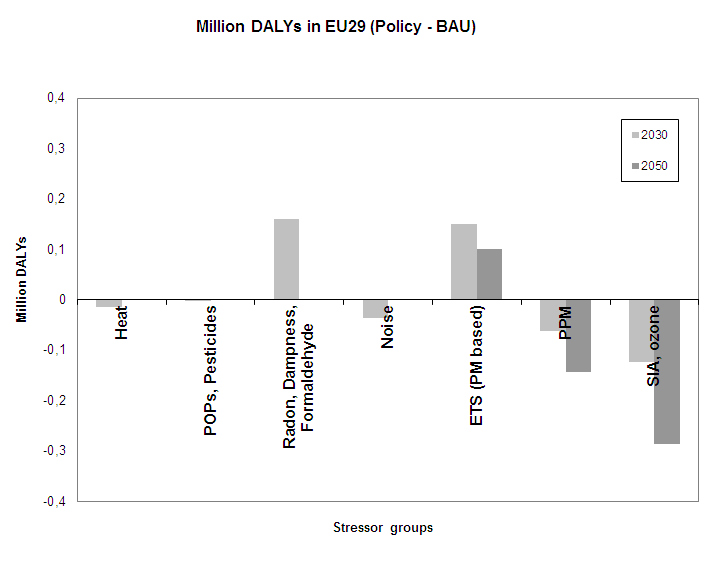 Million DALYs in EU29 (Policy - BAU)
0,4
0,3
0,2
0,1
0
-0,1
-0,2
-0,3
-0,4
Million DALYs
2030
2050
Heat
POPs, Pesticides
Radon, Dampness,
Formaldehyde
Noise
ETS (PM based)
PPM
SIA, ozone
Stressor groups